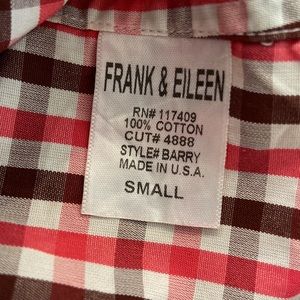 FRANK & EILEEN
RN# 117409
100% COTTON
CUT# 4888
STYLE# BARRY
MADE IN U.S.A.
SMALL